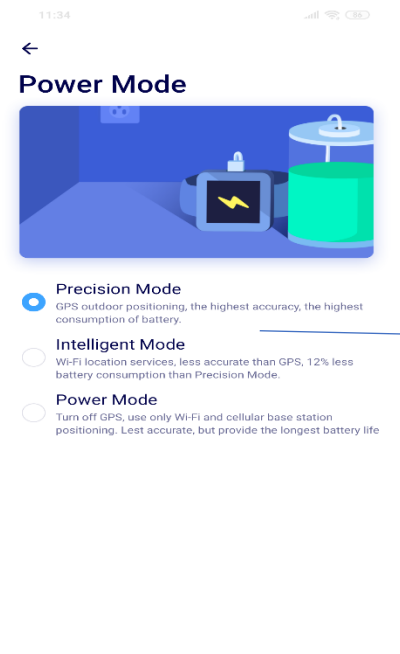 11:34
Power Mode
Precision Mode
GPS outdoor positioning, the highest accuracy, the highest
consumption of battery.
Intelligent Mode
Wi-Fi location services, less accurate than GPS, 12% less
battery consumption than Precision Mode.
Power Mode
Turn off GPS, use only Wi-Fi and cellular base station
positioning. Lest accurate, but provide the longest battery life